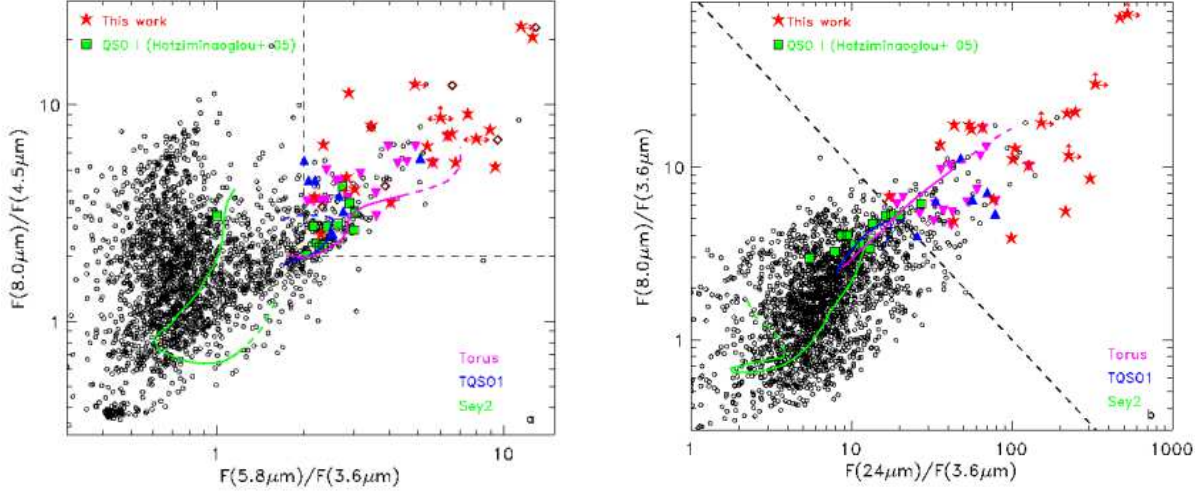 This work
QSO I (Hatziminaoglou+ 05)
10
1
F(8.0μm)/F(4.5μm)
Torus
TQSO1
Sey2
a
1
10
F(5.8μm)/F(3.6μm)
This work
QSO I (Hatziminaoglou+ 05)
10
1
F(8.0μm)/F(3.6μm)
Torus
TQSO1
Sey2
b
1
10
100
1000
F(24μm)/F(3.6μm)